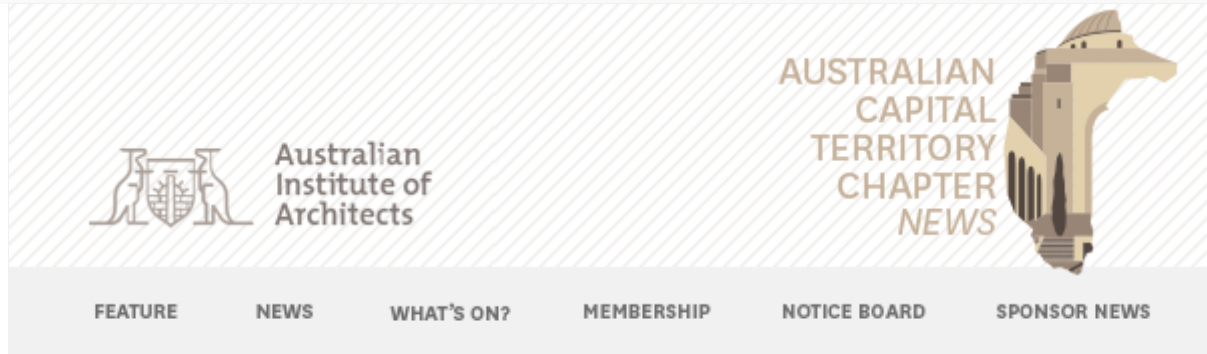 Australian
Institute of
Architects
AUSTRALIAN
CAPITAL
TERRITORY
CHAPTER
NEWS
FEATURE NEWS WHAT'S ON? MEMBERSHIP NOTICE BOARD SPONSOR NEWS